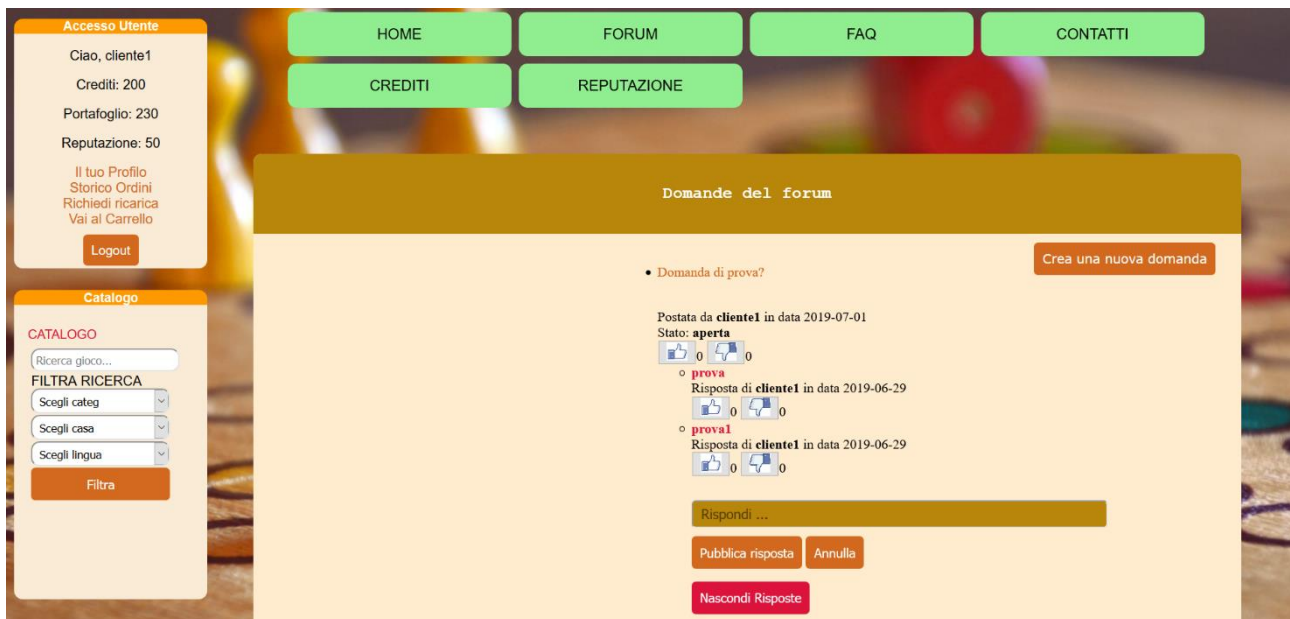 Accesso Utente
Ciao, cliente1
Crediti: 200
Portafoglio: 230
Reputazione: 50
Il tuo Profilo
Storico Ordini
Richiedi ricarica
Vai al Carrello
Logout
Catalogo
CATALOGO
Ricerca gioco...
FILTRA RICERCA
Scegli categ
Scegli casa
Scegli lingua
Filtra
HOME
FORUM
FAQ
CONTATTI
CREDITI
REPUTAZIONE
Domande del forum
Crea una nuova domanda
Domanda di prova?
Postata da cliente1 in data 2019-07-01
Stato: aperta
0 0
prova
Risposta di cliente1 in data 2019-06-29
0 0
prova1
Risposta di cliente1 in data 2019-06-29
0 0
Rispondi ...
Pubblica risposta
Annulla
Nascondi Risposte